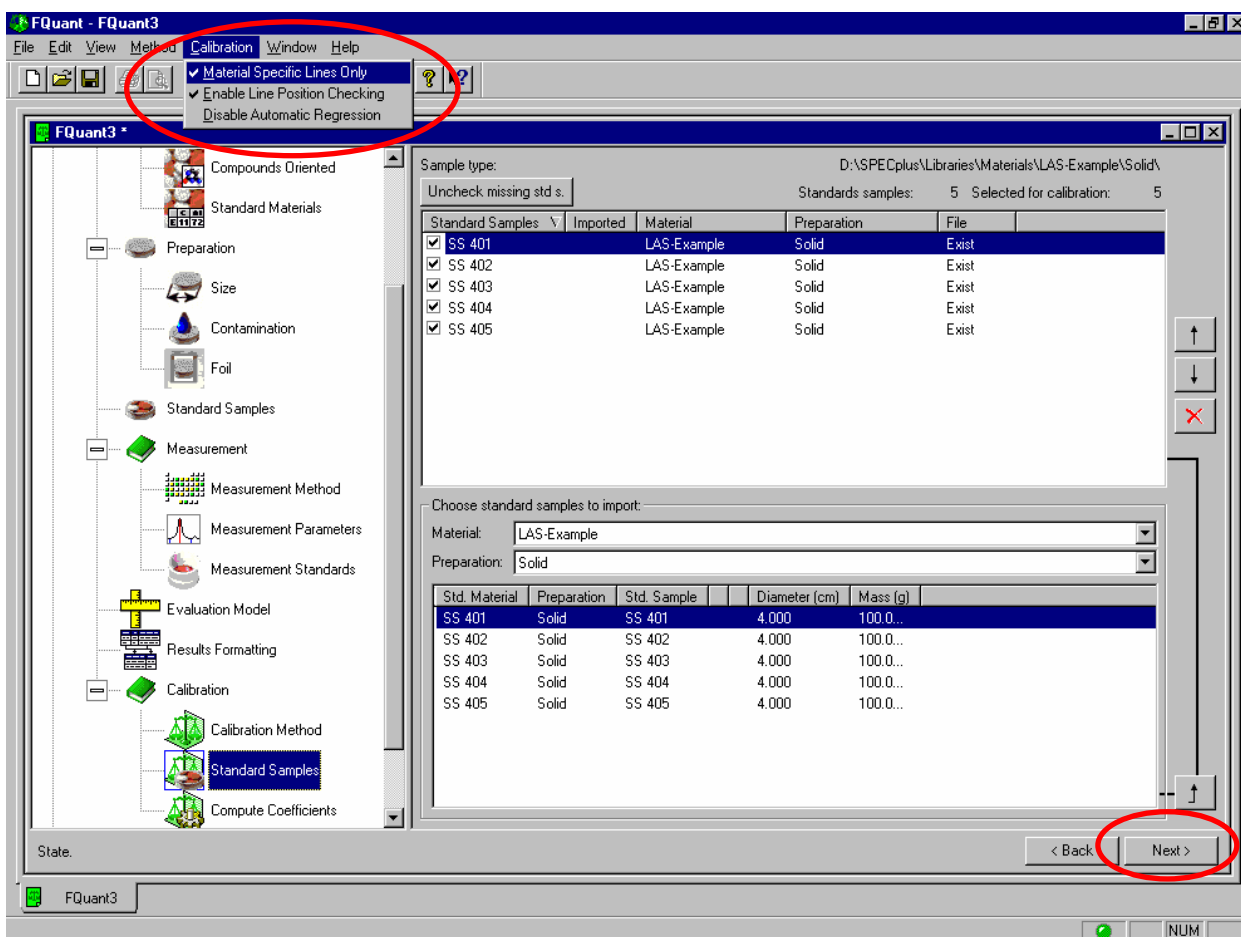 FQuant - FQuant3
File Edit View Method Calibration Window Help
Material Specific Lines Only
Enable Line Position Checking
Disable Automatic Regression
FQuant3 *
Compounds Oriented
Standard Materials
Preparation
Size
Contamination
Foil
Standard Samples
Measurement
Measurement Method
Measurement Parameters
Measurement Standards
Evaluation Model
Results Formatting
Calibration
Calibration Method
Standard Samples
Compute Coefficients
Sample type: D:\SPECplus\Libraries\Materials\LAS-Example\Solid\
Uncheck missing std s. Standards samples: 5 Selected for calibration: 5
Standard Samples Imported Material Preparation File
SS 401 LAS-Example Solid Exist
SS 402 LAS-Example Solid Exist
SS 403 LAS-Example Solid Exist
SS 404 LAS-Example Solid Exist
SS 405 LAS-Example Solid Exist
Choose standard samples to import:
Material: LAS-Example
Preparation: Solid
Std. Material Preparation Std. Sample Diameter (cm) Mass (g)
SS 401 Solid SS 401 4.000 100.0...
SS 402 Solid SS 402 4.000 100.0...
SS 403 Solid SS 403 4.000 100.0...
SS 404 Solid SS 404 4.000 100.0...
SS 405 Solid SS 405 4.000 100.0...
State. < Back Next >
FQuant3
NUM